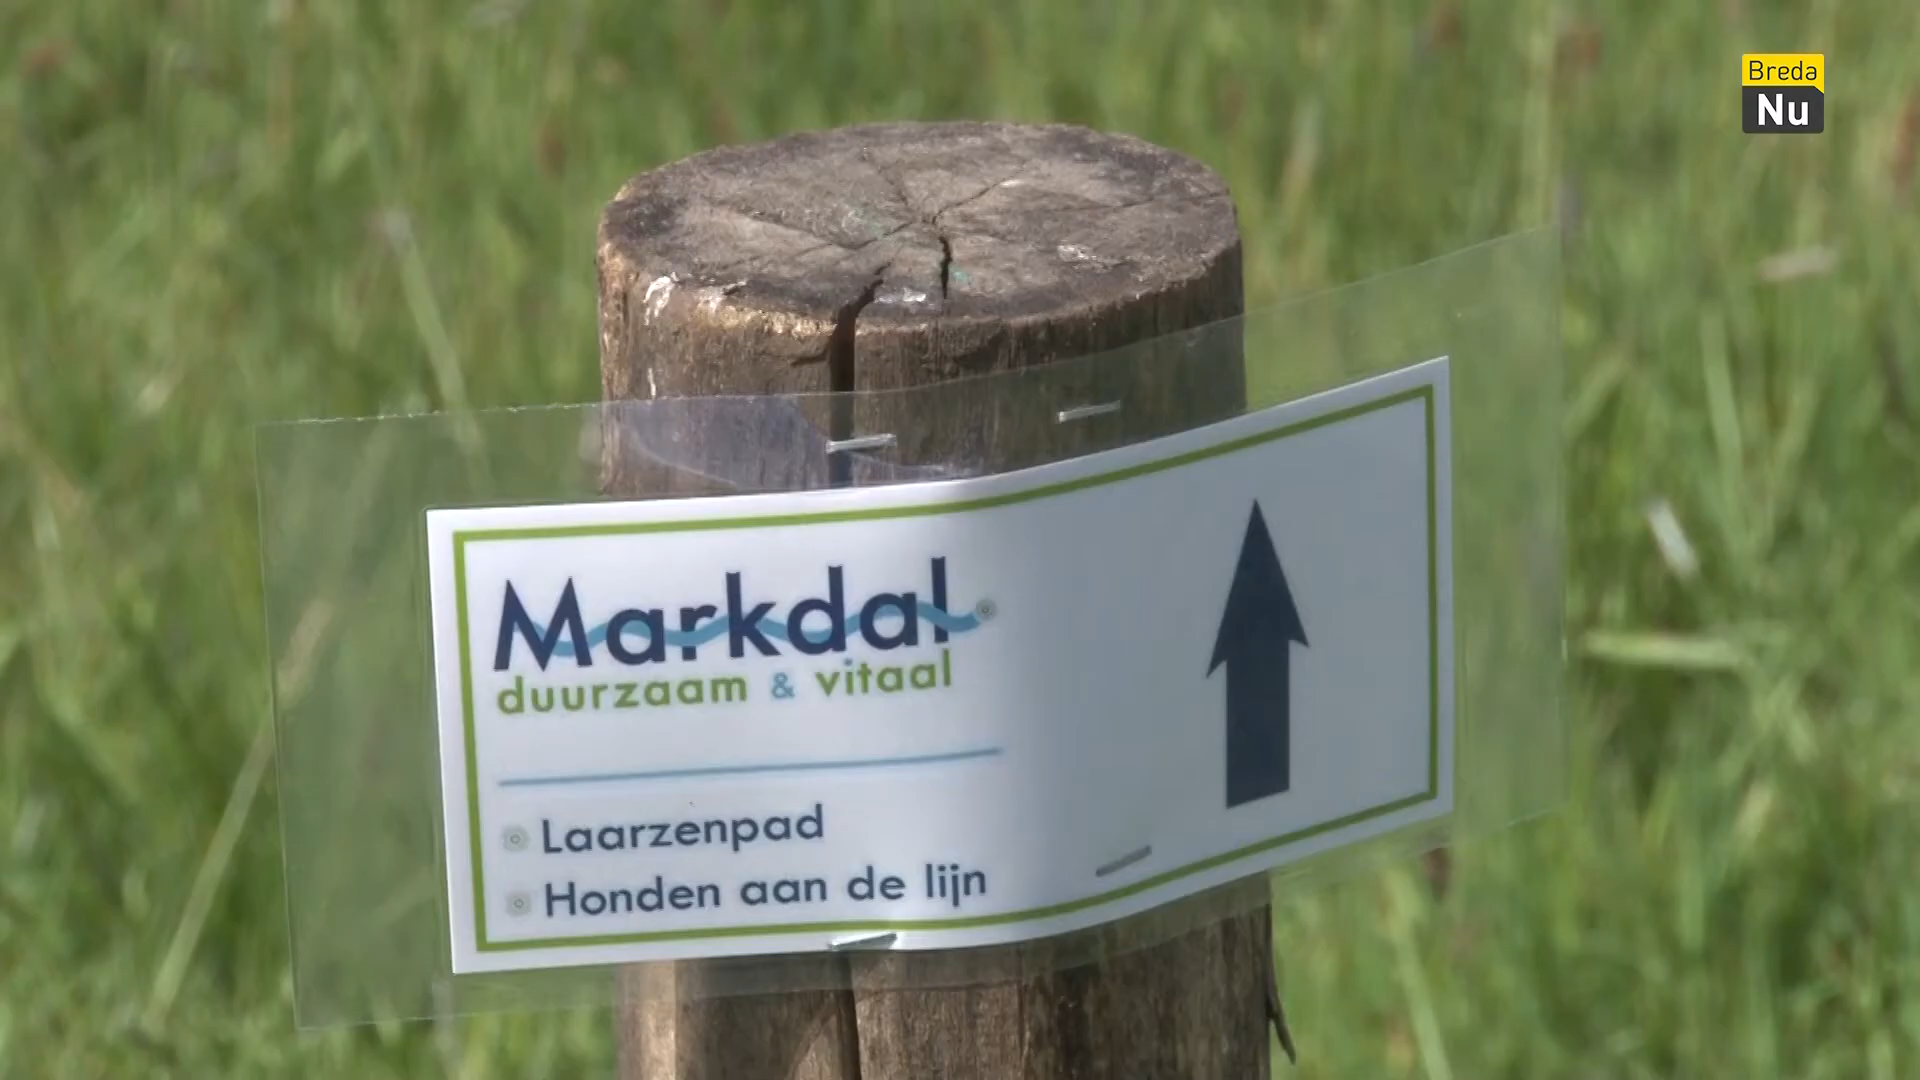 Breda
Nu
Markdal
duurzaam & vitaal
Laarzenpad
Honden aan de lijn